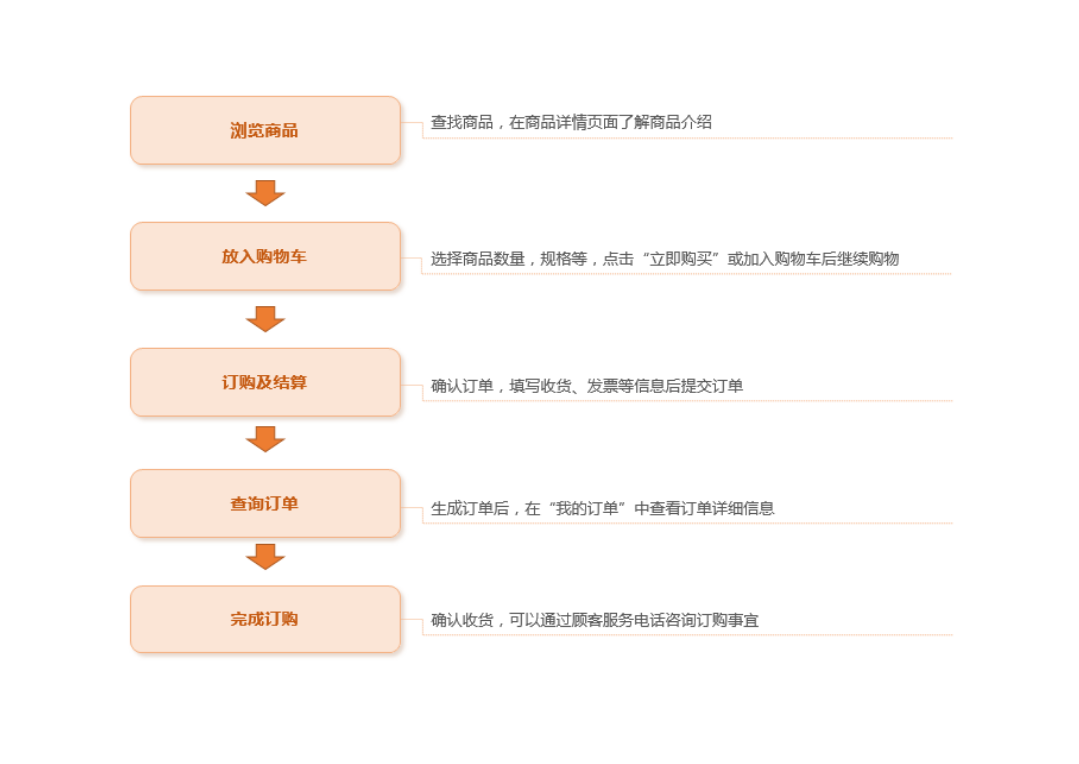 浏览商品
查找商品，在商品详情页面了解商品介绍
放入购物车
选择商品数量，规格等，点击“立即购买”或加入购物车后继续购物
订购及结算
确认订单，填写收货、发票等信息后提交订单
查询订单
生成订单后，在“我的订单”中查看订单详细信息
完成订购
确认收货，可以通过顾客服务电话咨询订购事宜